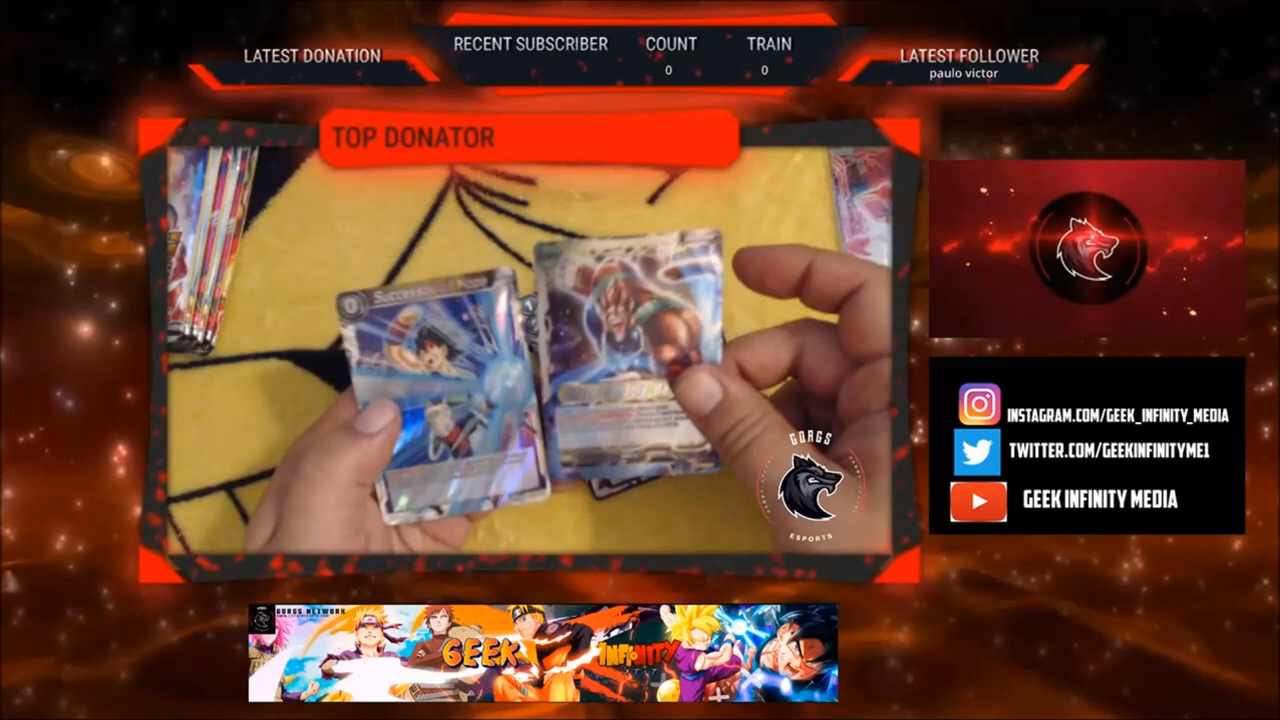 LATEST DONATION
RECENT SUBSCRIBER
COUNT
0
TRAIN
0
LATEST FOLLOWER
paulo victor
TOP DONATOR
GORGS
ESPORTS
INSTAGRAM.COM/GEEK_INFINITY_MEDIA
TWITTER.COM/GEEKINFINITYME1
GEEK INFINITY MEDIA
GORGS NETWORK
GEEK INFINITY